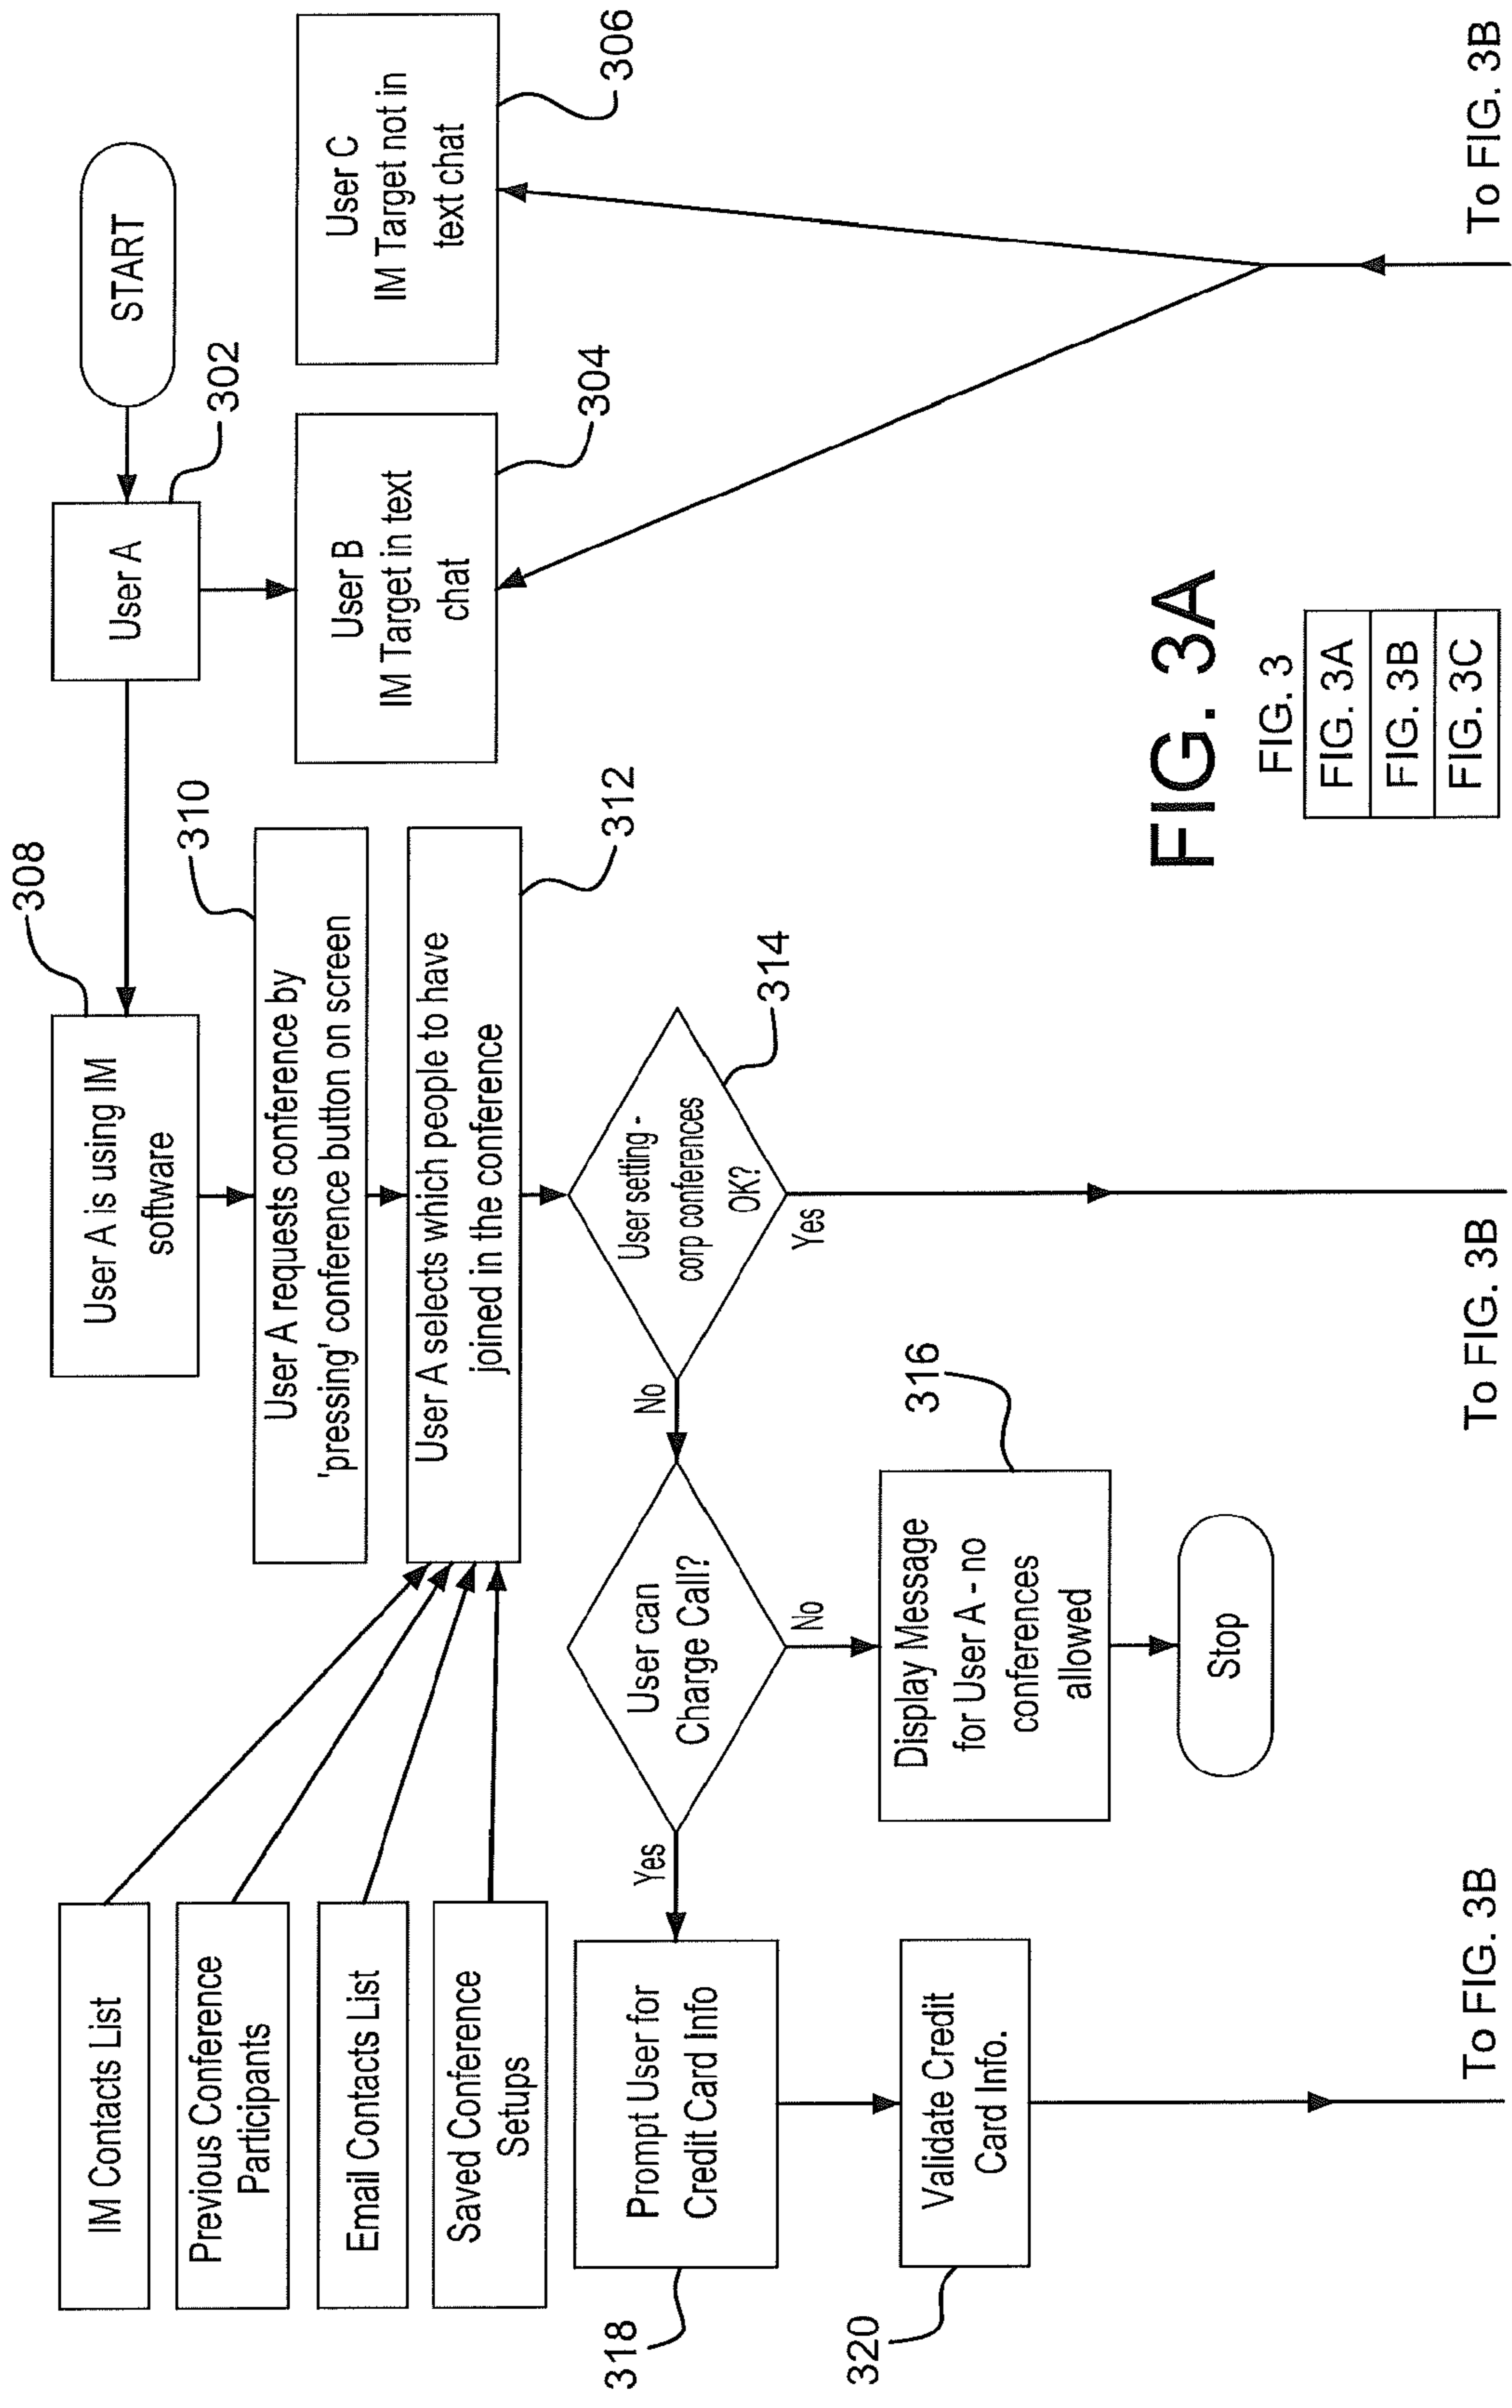 START
User A
302
User B
IM Target in text
chat
304
User C
IM Target not in
text chat
306
User A is using IM
software
308
User A requests conference by
'pressing' conference button on screen
310
User A selects which people to have
joined in the conference
312
IM Contacts List
Previous Conference
Participants
Email Contacts List
Saved Conference
Setups
User setting -
corp conferences
OK?
314
Yes
No
User can
Charge Call?
No
Yes
Display Message
for User A - no
conferences
allowed
316
Stop
Prompt User for
Credit Card Info
318
Validate Credit
Card Info.
320
To FIG. 3B
To FIG. 3B
To FIG. 3B
FIG. 3A
FIG. 3
FIG. 3A
FIG. 3B
FIG. 3C